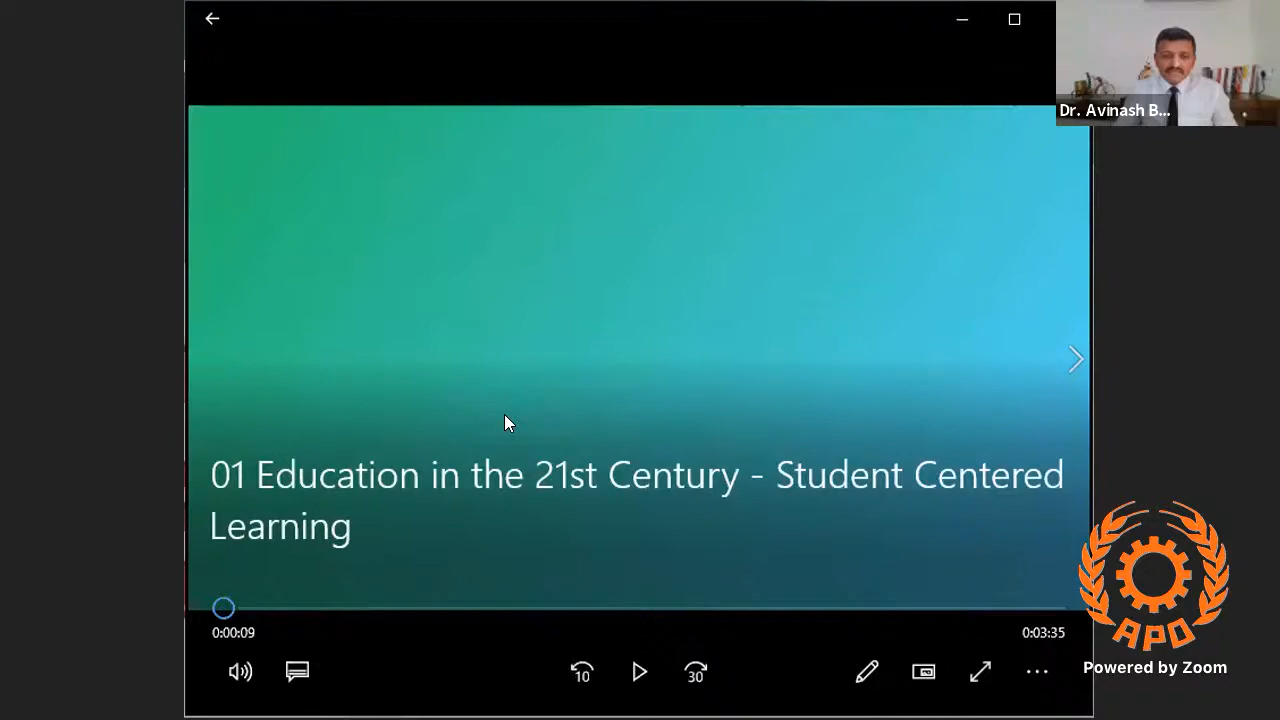 Dr. Avinash B...
01 Education in the 21st Century - Student Centered
Learning
0:00:09
0:03:35
10
30
APO
Powered by Zoom